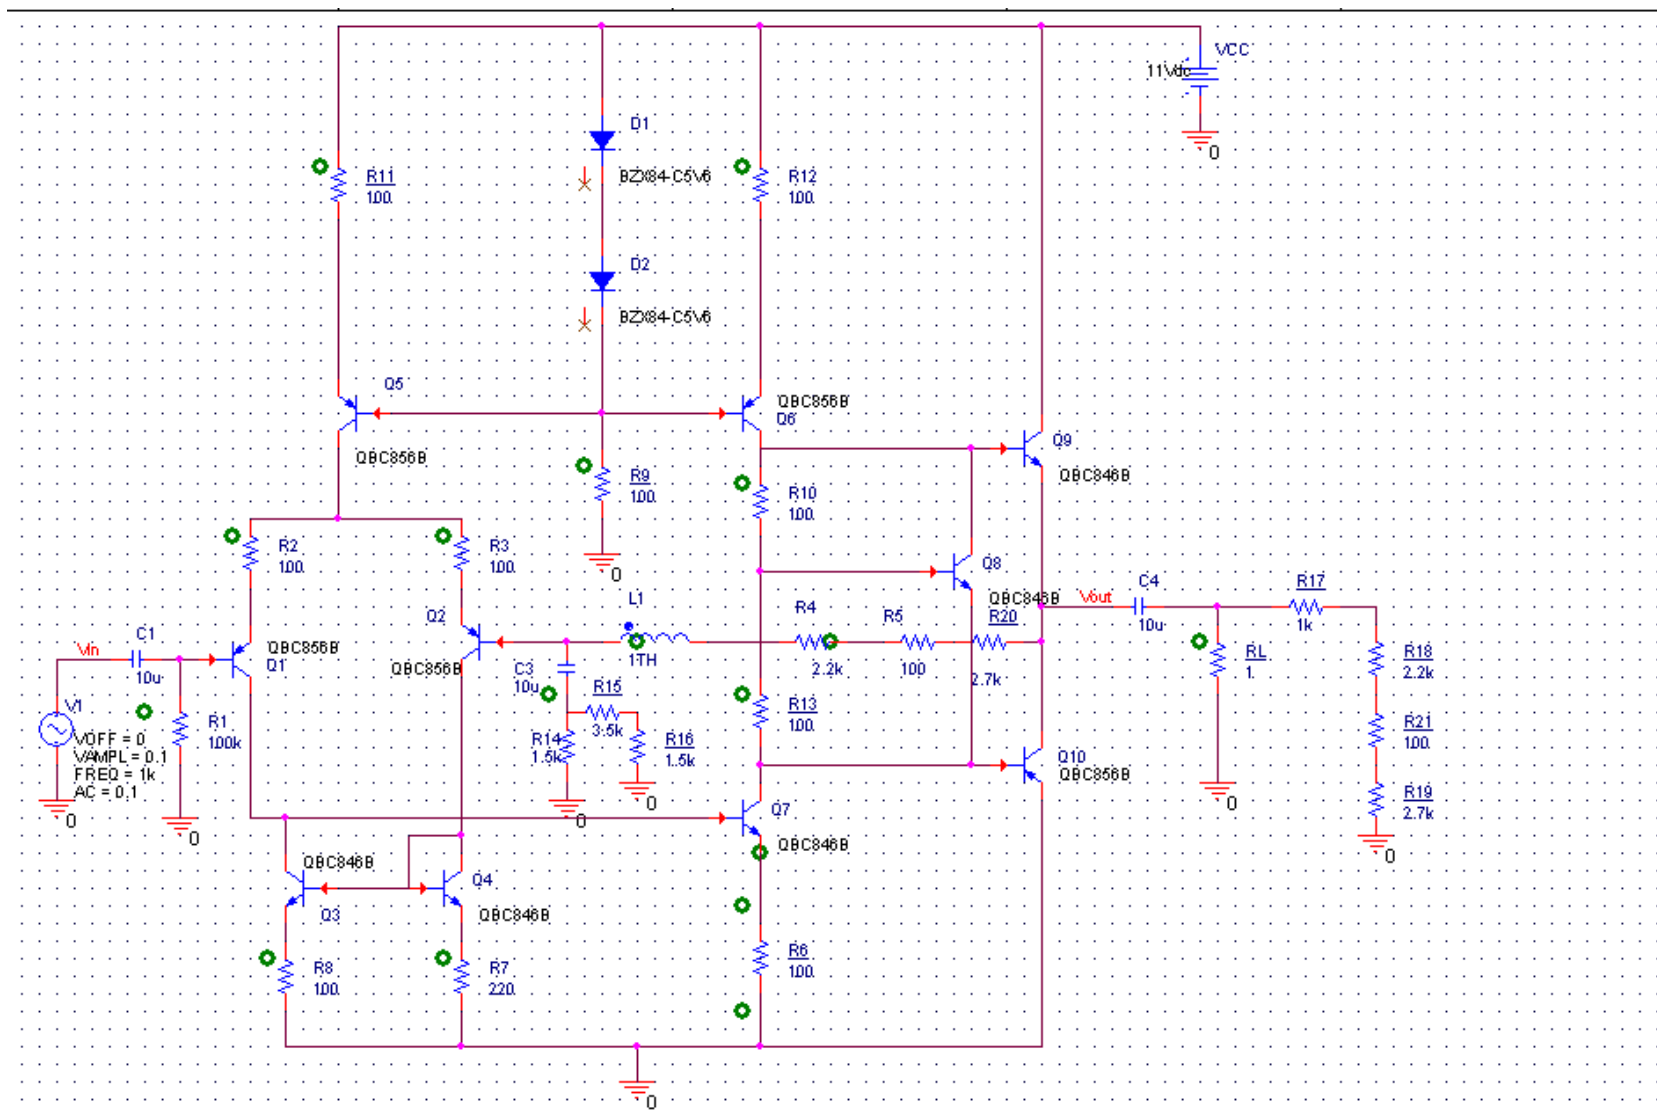 VCC
11Vdc
0
D1
BZX84-C5V6
R11
100
R12
100
D2
BZX84-C5V6
Q5
QBC856B
QBC856B
Q6
Q9
QBC846B
R9
100
0
R10
100
R2
100
R3
100
Q8
QBC846B
Q2
QBC856B
L1
1TH
R4
2.2k
R5
100
R20
2.7k
Vout
C4
10u
R17
1k
Vin
C1
10u
QBC856B
Q1
C3
10u
R15
3.5k
R14
1.5k
R16
1.5k
0
0
R13
100
RL
1
0
R18
2.2k
R21
100
R19
2.7k
0
V1
VOFF = 0
VAMPL = 0.1
FREQ = 1k
AC = 0.1
0
R1
100k
0
Q10
QBC856B
Q7
QBC846B
QBC846B
Q3
Q4
QBC846B
R8
100
R7
220
R6
100
0